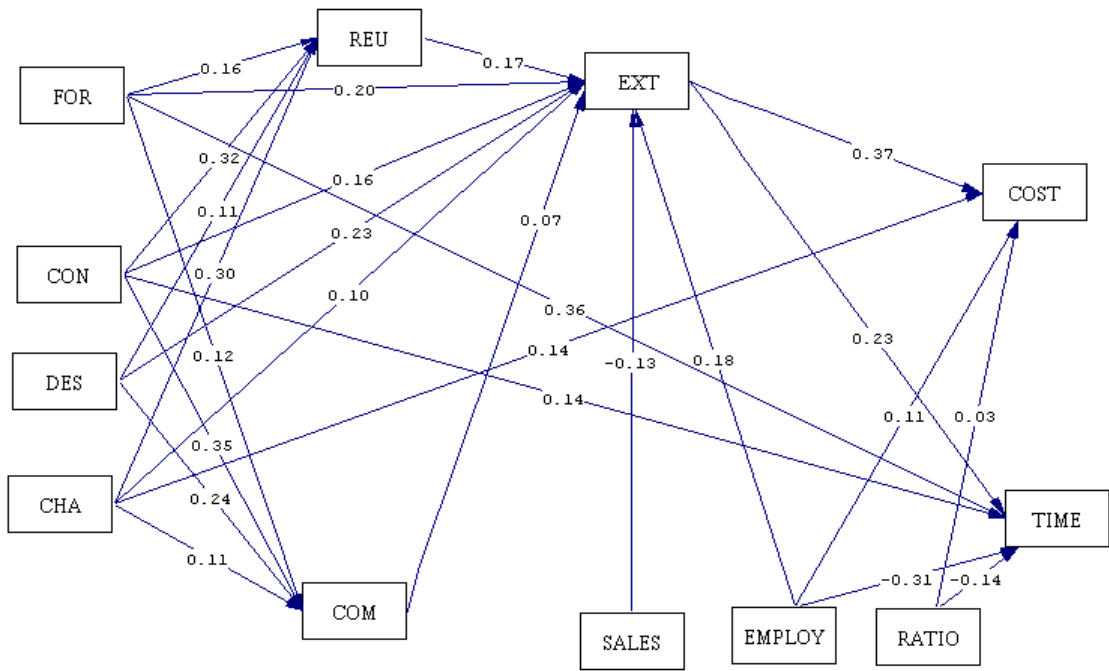 REU
0.16
0.17
EXT
FOR
0.20
0.32
0.16
0.37
COST
0.11
0.23
0.07
CON
0.30
0.10
0.36
0.23
DES
0.12
0.14
-0.13
0.18
0.14
0.11
0.03
0.35
CHA
0.24
TIME
0.11
-0.31
-0.14
COM
SALES
EMPLOY
RATIO